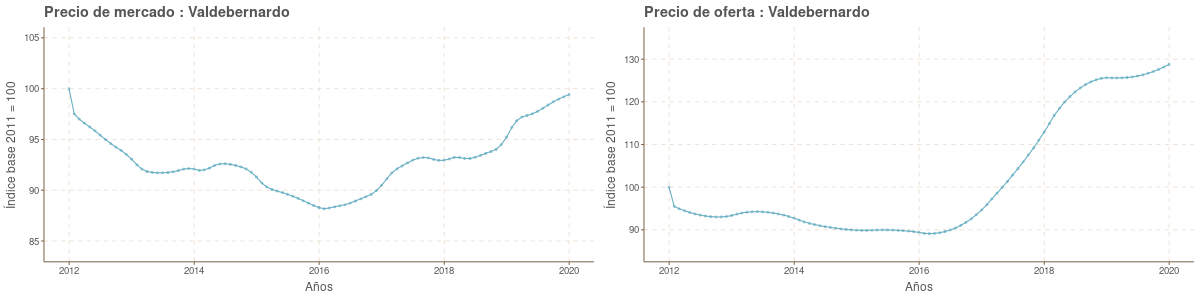 Precio de mercado : Valdebernardo
Índice base 2011 = 100
105
100
95
90
85
2012 2014 2016 2018 2020
Años
Precio de oferta : Valdebernardo
Índice base 2011 = 100
130
120
110
100
90
2012 2014 2016 2018 2020
Años